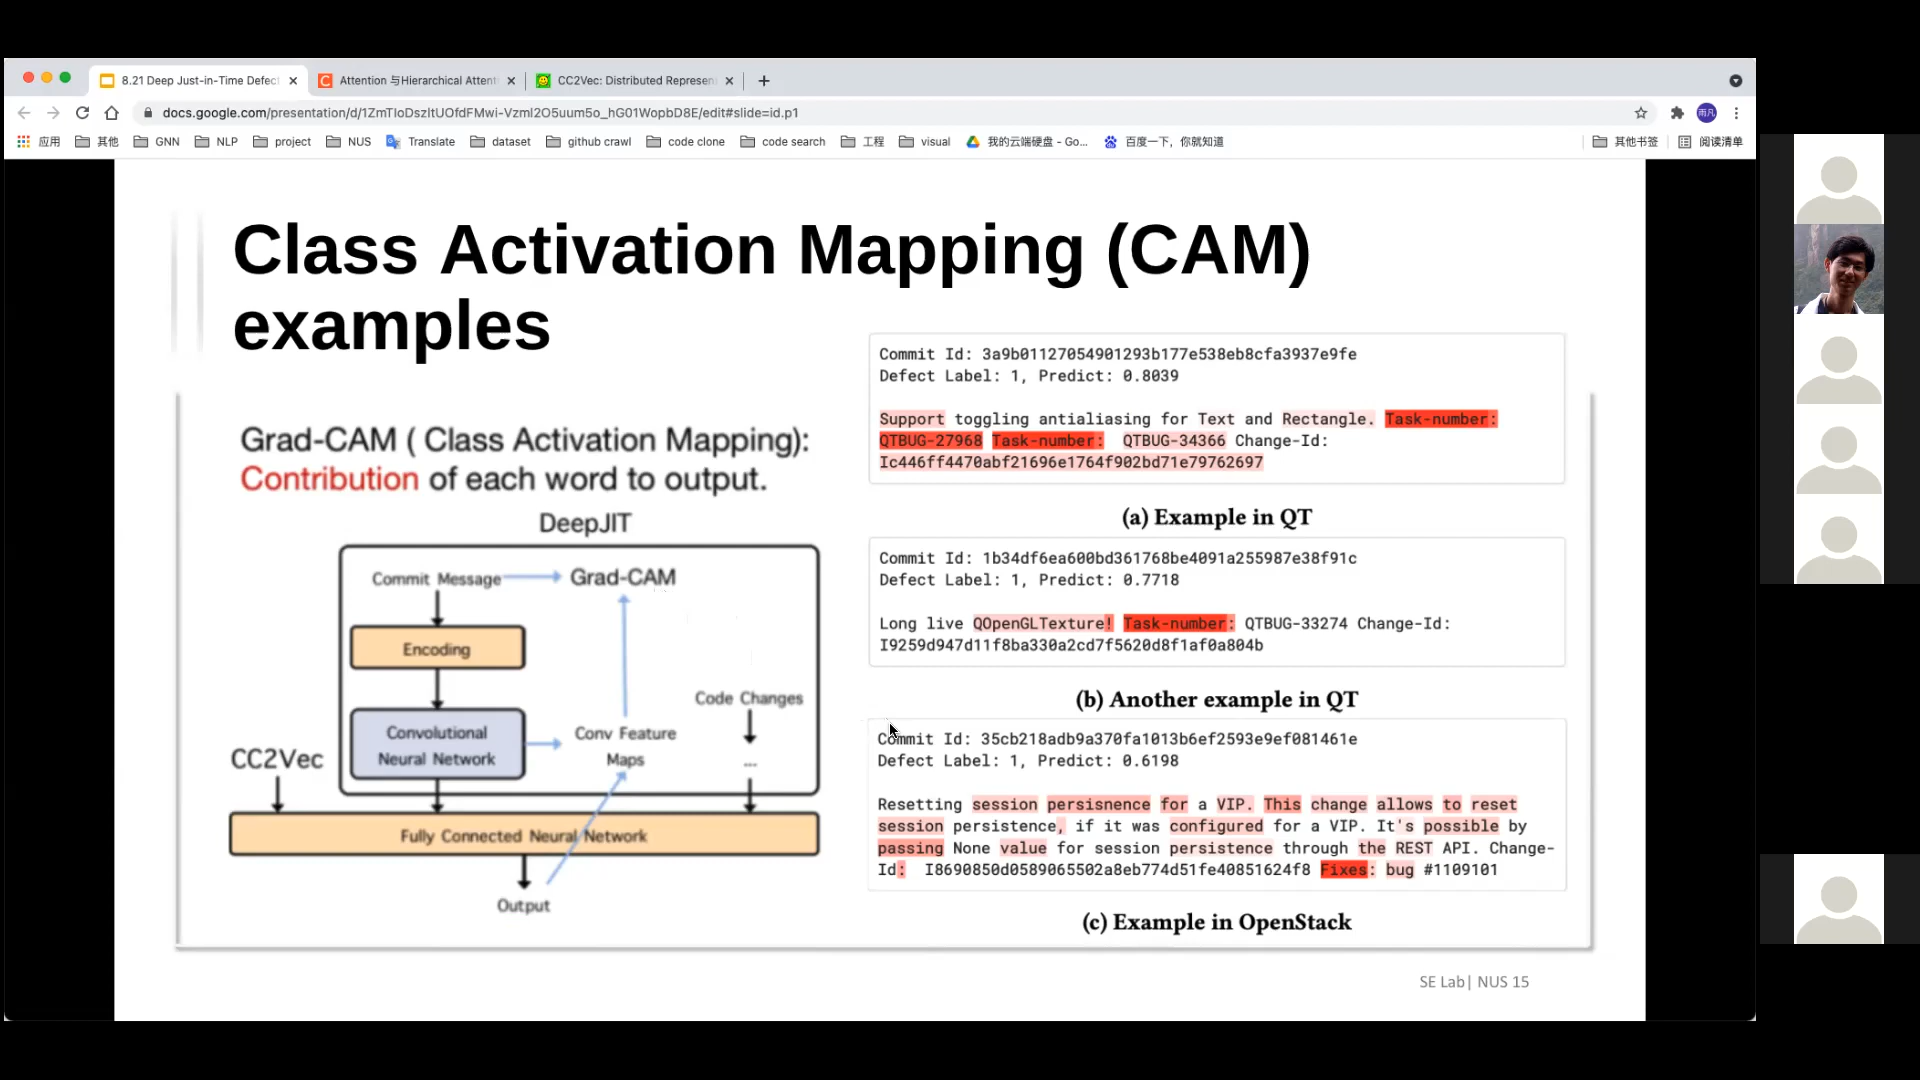 8.21 Deep Just-in-Time Defec
Attention 与Hierarchical Attent
CC2Vec: Distributed Represen
docs.google.com/presentation/d/1ZmTIoDszItUOfdFMwi-Vzml2O5uum5o_hG01WopbD8E/edit#slide=id.p1
雨凡
应用 其他 GNN NLP project NUS Translate dataset github crawl code clone code search 工程 visual 我的云端硬盘 - Go... 百度一下，你就知道 其他书签 阅读清单
Class Activation Mapping (CAM)
examples
Grad-CAM ( Class Activation Mapping):
Contribution of each word to output.
DeepJIT
Commit Message
Grad-CAM
Encoding
Code Changes
Convolutional
Neural Network
Conv Feature
Maps
...
CC2Vec
Fully Connected Neural Network
Output
Commit Id: 3a9b01127054901293b177e538eb8cfa3937e9fe
Defect Label: 1, Predict: 0.8039
Support toggling antialiasing for Text and Rectangle. Task-number:
QTBUG-27968 Task-number: QTBUG-34366 Change-Id:
Ic446ff4470abf21696e1764f902bd71e79762697
(a) Example in QT
Commit Id: 1b34df6ea600bd361768be4091a255987e38f91c
Defect Label: 1, Predict: 0.7718
Long live QOpenGLTexture! Task-number: QTBUG-33274 Change-Id:
I9259d947d11f8ba330a2cd7f5620d8f1af0a804b
(b) Another example in QT
Commit Id: 35cb218adb9a370fa1013b6ef2593e9ef081461e
Defect Label: 1, Predict: 0.6198
Resetting session persisnence for a VIP. This change allows to reset
session persistence, if it was configured for a VIP. It's possible by
passing None value for session persistence through the REST API. Change-
Id: I8690850d0589065502a8eb774d51fe40851624f8 Fixes: bug #1109101
(c) Example in OpenStack
SE Lab| NUS 15